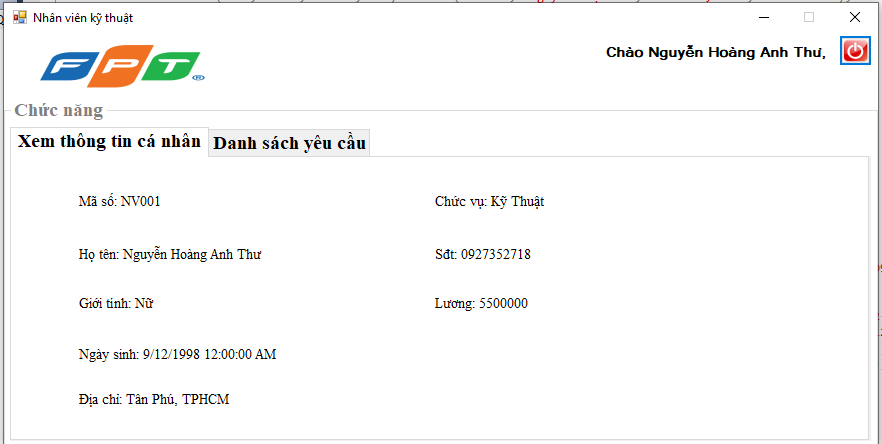 Nhân viên kỹ thuật
FPT®
Chào Nguyễn Hoàng Anh Thư,
Chức năng
Xem thông tin cá nhân
Danh sách yêu cầu
Mã số: NV001
Chức vụ: Kỹ Thuật
Họ tên: Nguyễn Hoàng Anh Thư
Sđt: 0927352718
Giới tính: Nữ
Lương: 5500000
Ngày sinh: 9/12/1998 12:00:00 AM
Địa chỉ: Tân Phú, TPHCM